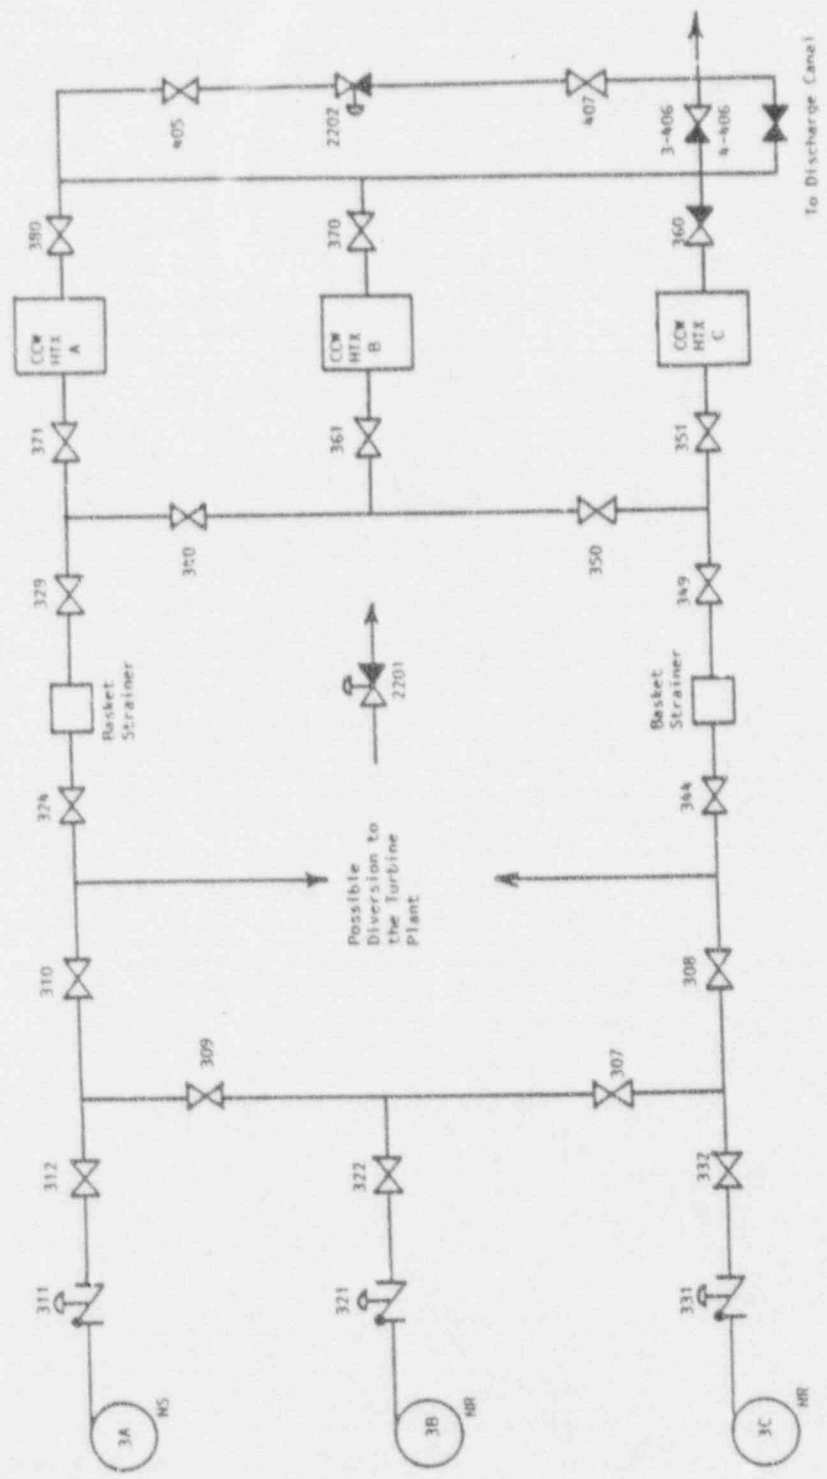 3A
NS
311
312
310
324
Basket
Strainer
329
371
CCW
HTX
A
380
405
309
2202
3B
NR
321
322
Possible
Diversion to
the Turbine
Plant
2201
361
CCW
HTX
B
370
407
307
350
3C
NR
331
332
308
344
Basket
Strainer
349
351
CCW
HTX
C
360
3-406
4-406
To Discharge Canal